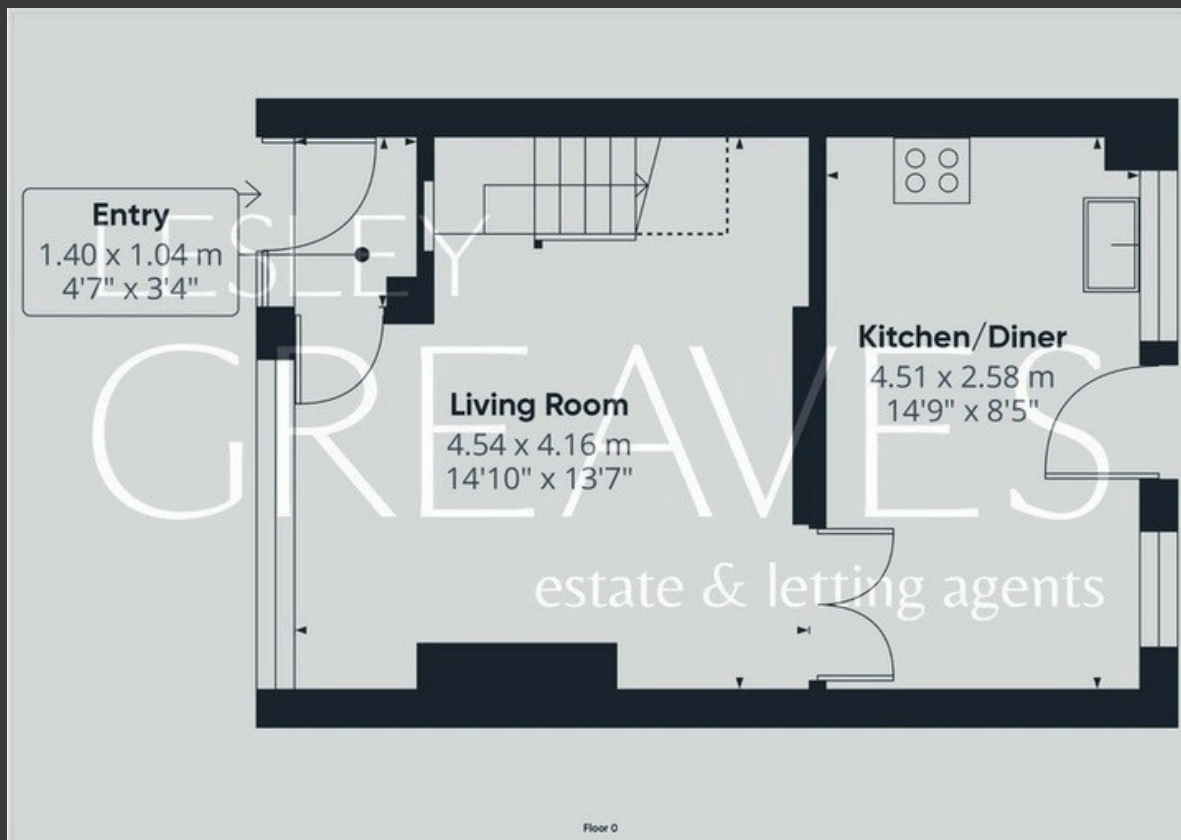 Entry
1.40 x 1.04 m
4'7" x 3'4"
LESLEY
GREAVES
estate & letting agents
Living Room
4.54 x 4.16 m
14'10" x 13'7"
Kitchen/Diner
4.51 x 2.58 m
14'9" x 8'5"
Floor 0